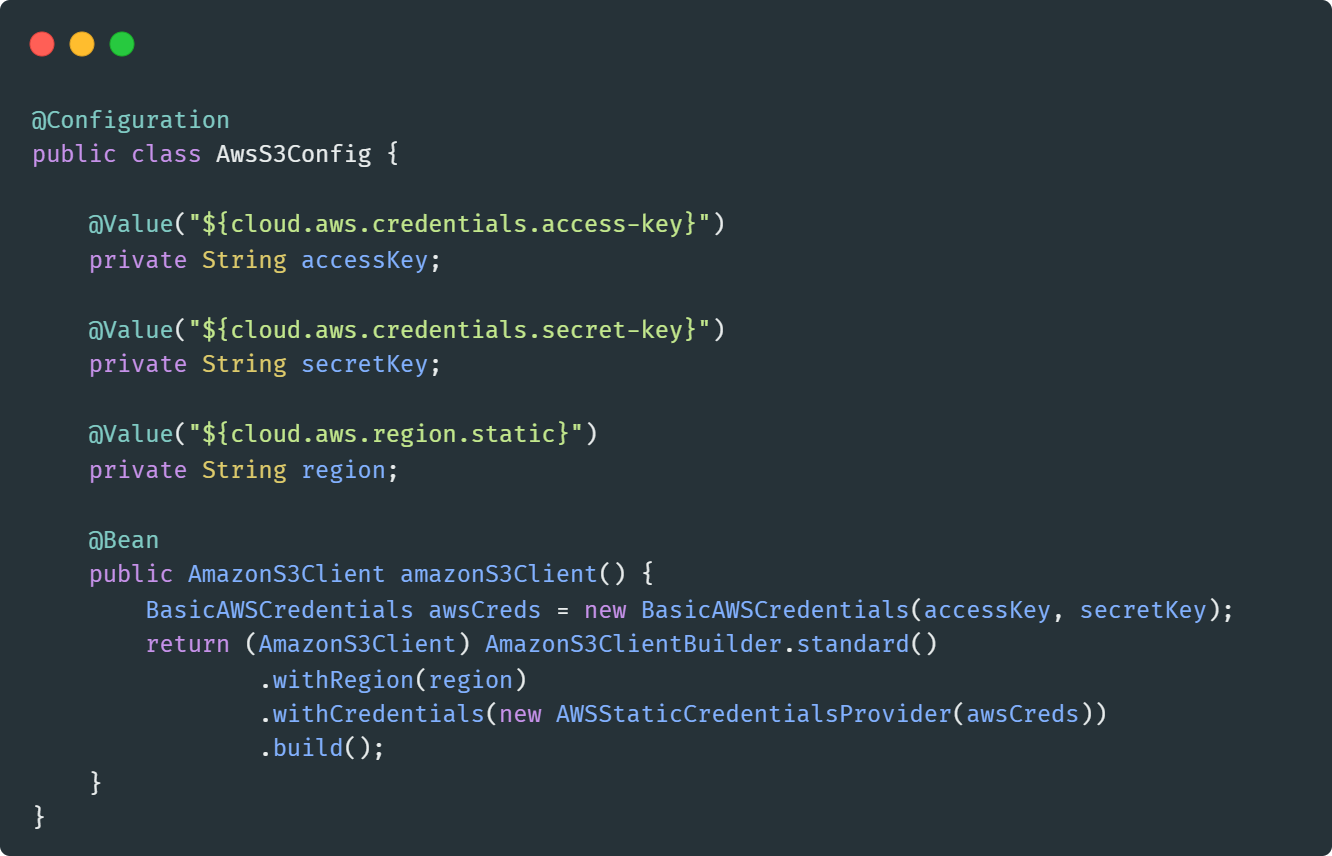 @Configuration
public class AwsS3Config {
@Value("${cloud.aws.credentials.access-key}")
private String accessKey;
@Value("${cloud.aws.credentials.secret-key}")
private String secretKey;
@Value("${cloud.aws.region.static}")
private String region;
@Bean
public AmazonS3Client amazonS3Client() {
BasicAWSCredentials awsCreds = new BasicAWSCredentials(accessKey, secretKey);
return (AmazonS3Client) AmazonS3ClientBuilder.standard()
.withRegion(region)
.withCredentials(new AWSStaticCredentialsProvider(awsCreds))
.build();
}
}